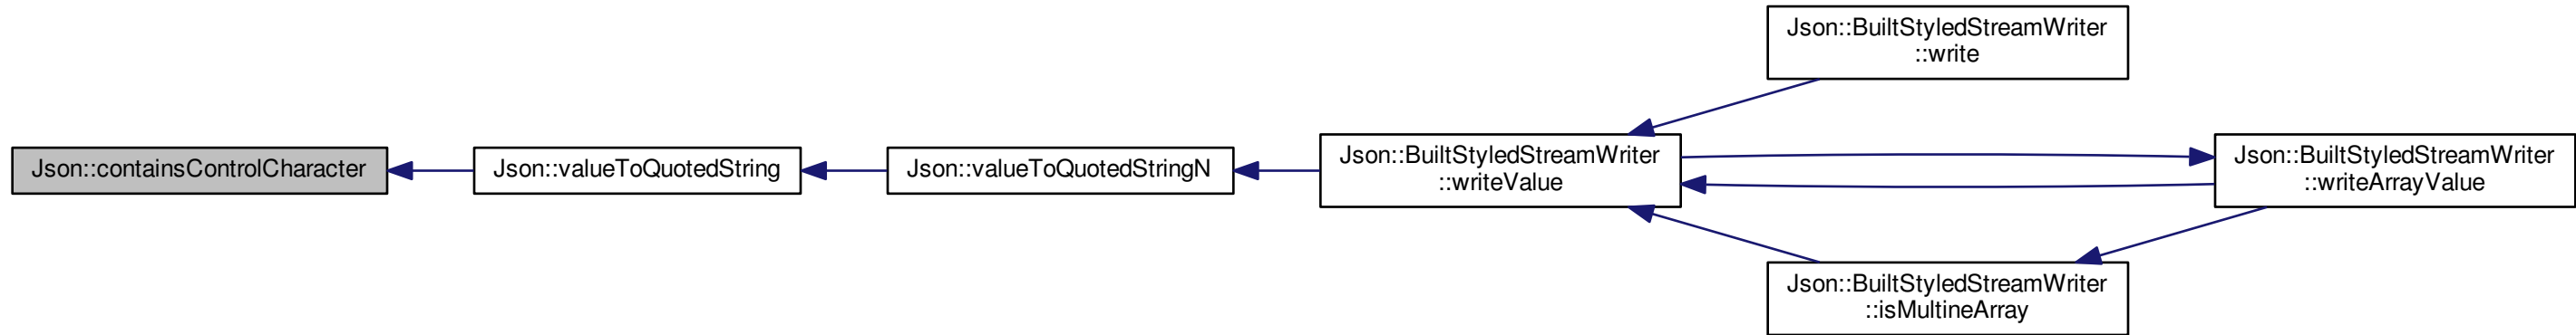 Json::containsControlCharacter
Json::valueToQuotedString
Json::valueToQuotedStringN
Json::BuiltStyledStreamWriter
::writeValue
Json::BuiltStyledStreamWriter
::write
Json::BuiltStyledStreamWriter
::writeArrayValue
Json::BuiltStyledStreamWriter
::isMultineArray